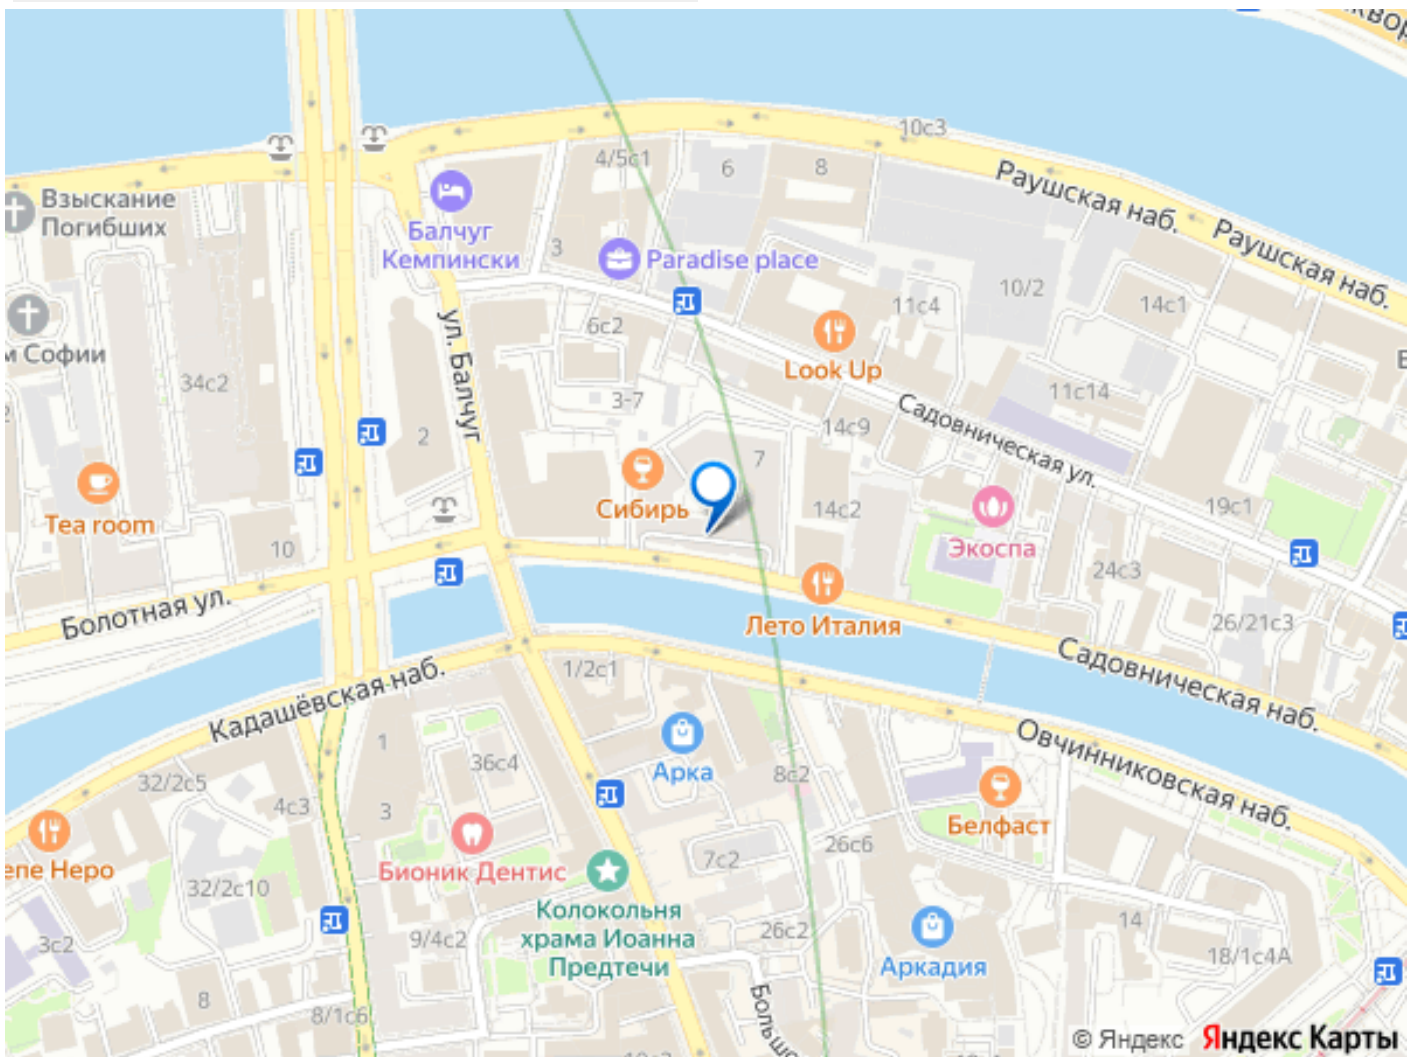 10с3
Раушская наб.
Раушская наб.
Взыскание
Погибших
4/5с1
6
8
Балчуг
Кемпински
3
Paradise place
10/2
11с4
14с1
6с2
Look Up
м Софии
34с2
ул. Балчуг
3-7
11с14
Садовническая ул.
14с9
2
7
Сибирь
14с2
19с1
Tea room
Экоспа
10
24с3
Болотная ул.
Лето Италия
26/21с3
Садовническая наб.
1/2с1
Кадашёвская наб.
Овчинниковская наб.
1
36с4
Арка
8с2
32/2с5
4с3
3
Белфаст
епе Неро
Бионик Дентис
7с2
26с6
32/2с10
Колокольня
храма Иоанна
Предтечи
9/4с2
26с2
14
3с2
Аркадия
18/1с4А
8
8/1с6
© Яндекс Яндекс Карты